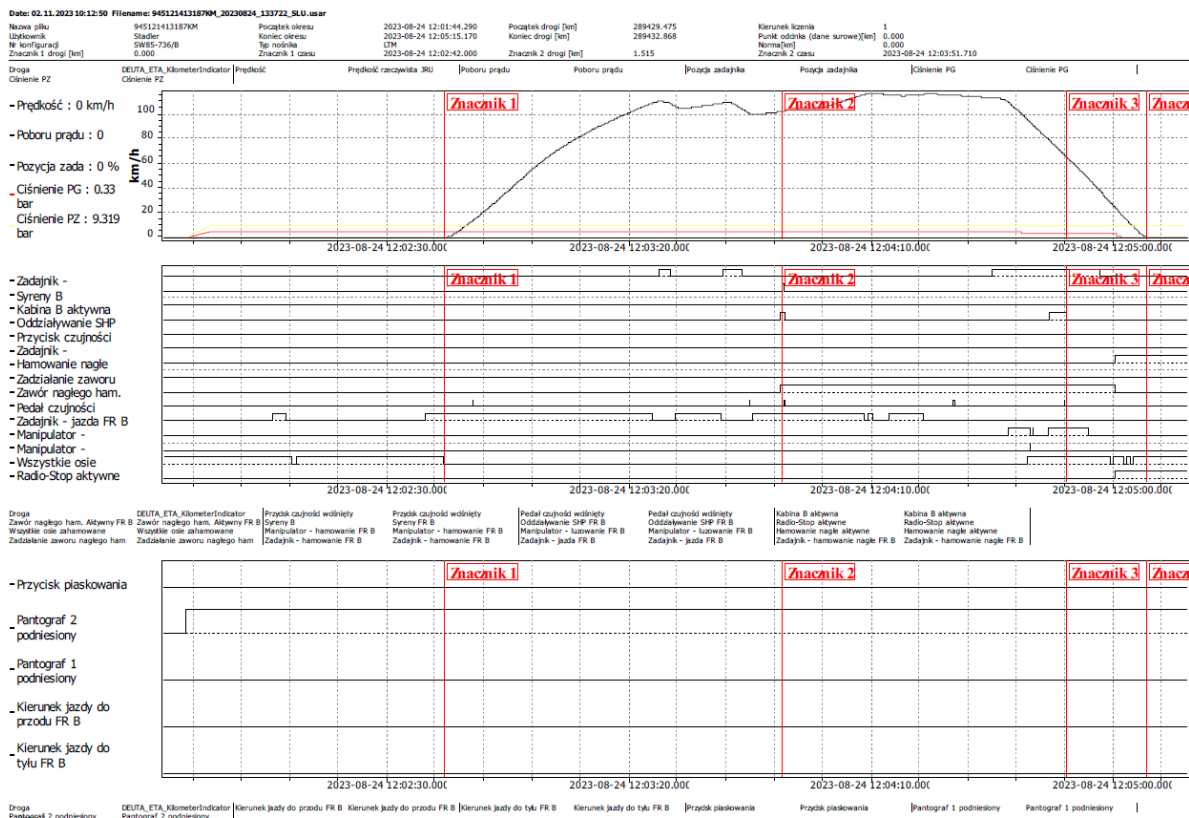 Date: 02.11.2023 10:12:50 Filename: 945121413187KM_20230824_133722_SLU.usar
Nazwa pliku 945121413187KM Początek okresu 2023-08-24 12:01:44.290 Początek drogi [km] 289429.475 Kierunek liczenia 1
Użytkownik Stadler Koniec okresu 2023-08-24 12:05:15.170 Koniec drogi [km] 289432.868 Punkt odcinka (dane surowe)[km] 0.000
Nr konfiguracji SW85-736/B Typ nośnika LTM Norma[km] 0.000
Znacznik 1 drogi [km] 0.000 Znacznik 1 czasu 2023-08-24 12:02:42.000 Znacznik 2 drogi [km] 1.515 Znacznik 2 czasu 2023-08-24 12:03:51.710
Droga DEUTA_ETA_KilometerIndicator Prędkość Prędkość rzeczywista JRU Poboru prądu Poboru prądu Pozycja zadajnika Pozycja zadajnika Ciśnienie PG Ciśnienie PG
Ciśnienie PZ Ciśnienie PZ
Prędkość : 0 km/h
Poboru prądu : 0
Pozycja zada : 0 %
Ciśnienie PG : 0.33
bar
Ciśnienie PZ : 9.319
bar
km/h
100
80
60
40
20
0
Znacznik 1 Znacznik 2 Znacznik 3 Znacz
2023-08-24 12:02:30.00( 2023-08-24 12:03:20.00( 2023-08-24 12:04:10.00( 2023-08-24 12:05:00.00(
Znacznik 1 Znacznik 2 Znacznik 3 Znacz
Zadajnik -
Syreny B
Kabina B aktywna
Oddziaływanie SHP
Przycisk czujności
Zadajnik -
Hamowanie nagłe
Zadziałanie zaworu
Zawór nagłego ham.
Pedał czujności
Zadajnik - jazda FR B
Manipulator -
Manipulator -
Wszystkie osie
Radio-Stop aktywne
2023-08-24 12:02:30.00( 2023-08-24 12:03:20.00( 2023-08-24 12:04:10.00( 2023-08-24 12:05:00.00(
Droga DEUTA_ETA_KilometerIndicator Przycisk czujności wciśnięty Przycisk czujności wciśnięty Pedał czujności wciśnięty Pedał czujności wciśnięty Kabina B aktywna Kabina B aktywna
Zawór nagłego ham. Aktywny FR B Zawór nagłego ham. Aktywny FR B Syreny B Syreny FR B Oddziaływanie SHP FR B Oddziaływanie SHP FR B Radio-Stop aktywne Radio-Stop aktywne
Wszystkie osie zahamowane Wszystkie osie zahamowane Manipulator - hamowanie FR B Manipulator - hamowanie FR B Manipulator - luzowanie FR B Manipulator - luzowanie FR B Hamowanie nagłe aktywne Hamowanie nagłe aktywne
Zadziałanie zaworu nagłego ham Zadziałanie zaworu nagłego ham Zadajnik - hamowanie FR B Zadajnik - hamowanie FR B Zadajnik - jazda FR B Zadajnik - jazda FR B Zadajnik - hamowanie nagłe FR B Zadajnik - hamowanie nagłe FR B
Znacznik 1 Znacznik 2 Znacznik 3 Znacz
Przycisk piaskowania
Pantograf 2
podniesiony
Pantograf 1
podniesiony
Kierunek jazdy do
przodu FR B
Kierunek jazdy do
tyłu FR B
2023-08-24 12:02:30.00( 2023-08-24 12:03:20.00( 2023-08-24 12:04:10.00( 2023-08-24 12:05:00.00(
Droga DEUTA_ETA_KilometerIndicator Kierunek jazdy do przodu FR B Kierunek jazdy do przodu FR B Kierunek jazdy do tyłu FR B Kierunek jazdy do tyłu FR B Przycisk piaskowania Przycisk piaskowania Pantograf 1 podniesiony Pantograf 1 podniesiony
Pantograf 2 podniesiony Pantograf 2 podniesiony